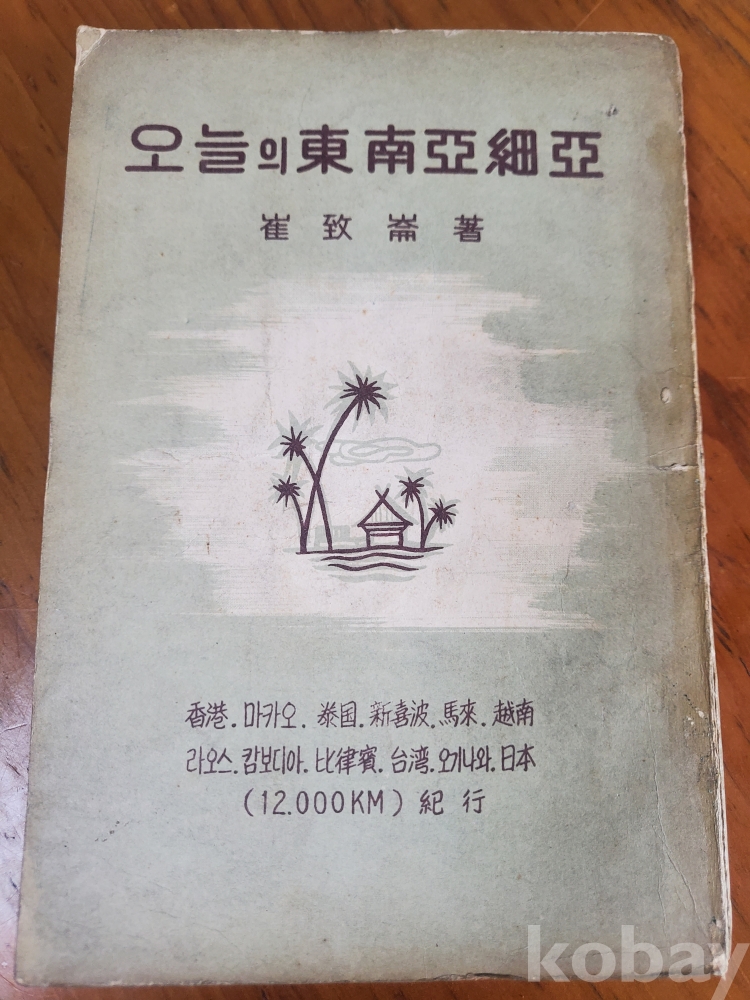 오늘의 東南亞細亞
崔致崙 著
香港. 마카오. 泰国. 新嘉波. 馬來. 越南
라오스. 캄보디아. 比律賓. 台湾. 오끼나와. 日本
(12.000KM) 紀行
kobay